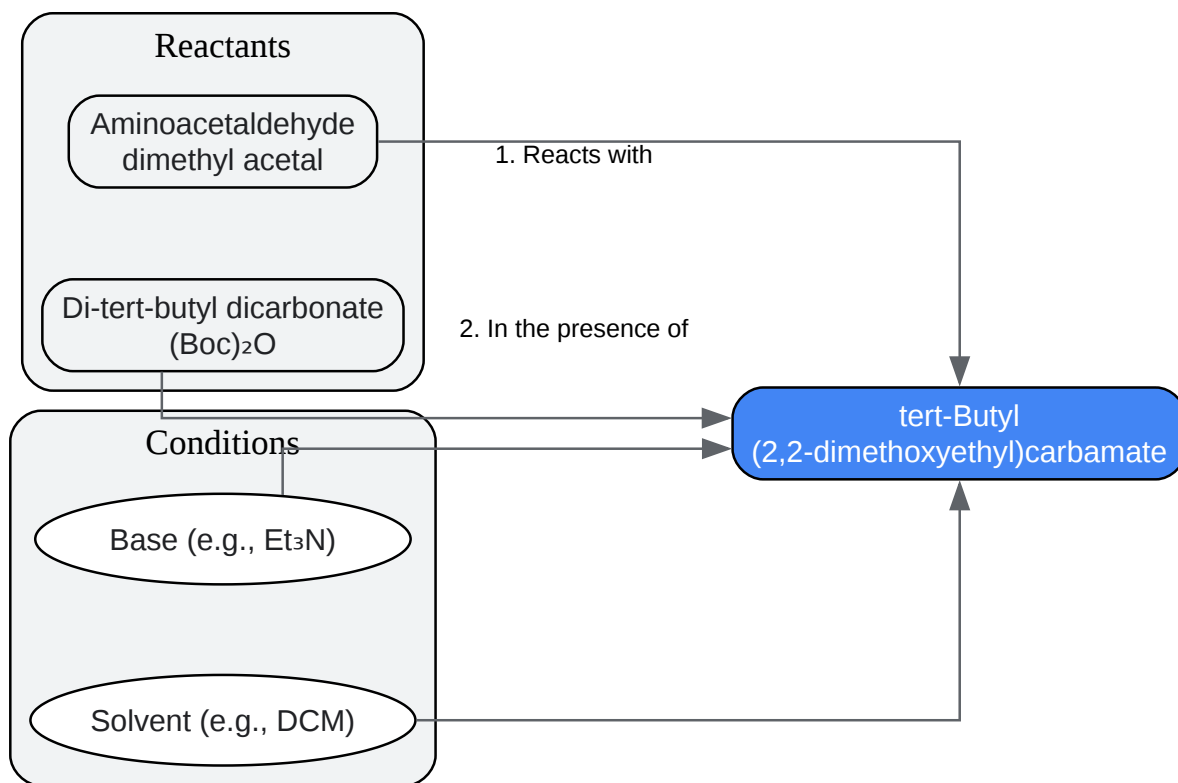 Reactants
Aminoacetaldehyde
dimethyl acetal
1. Reacts with
Di-tert-butyl dicarbonate
(Boc)₂O
2. In the presence of
tert-Butyl
(2,2-dimethoxyethyl)carbamate
Conditions
Base (e.g., Et₃N)
Solvent (e.g., DCM)